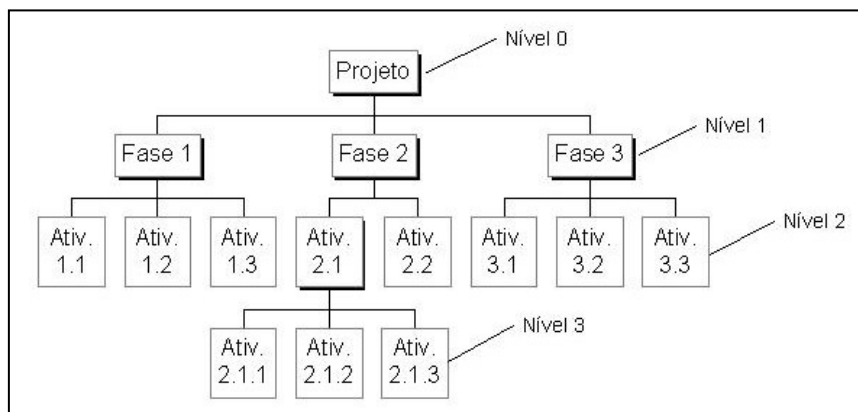 Nível 0
Projeto
Nível 1
Fase 1
Fase 2
Fase 3
Nível 2
Ativ.
1.1
Ativ.
1.2
Ativ.
1.3
Ativ.
2.1
Ativ.
2.2
Ativ.
3.1
Ativ.
3.2
Ativ.
3.3
Nível 3
Ativ.
2.1.1
Ativ.
2.1.2
Ativ.
2.1.3